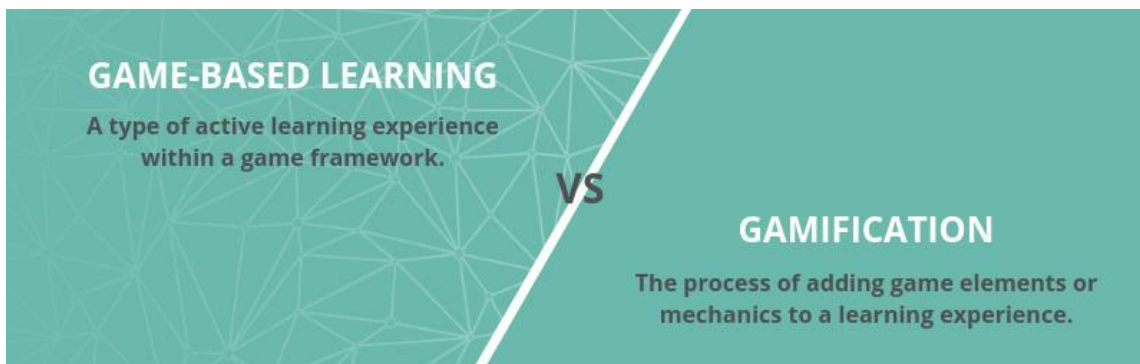 GAME-BASED LEARNING
A type of active learning experience
within a game framework.
VS
GAMIFICATION
The process of adding game elements or
mechanics to a learning experience.